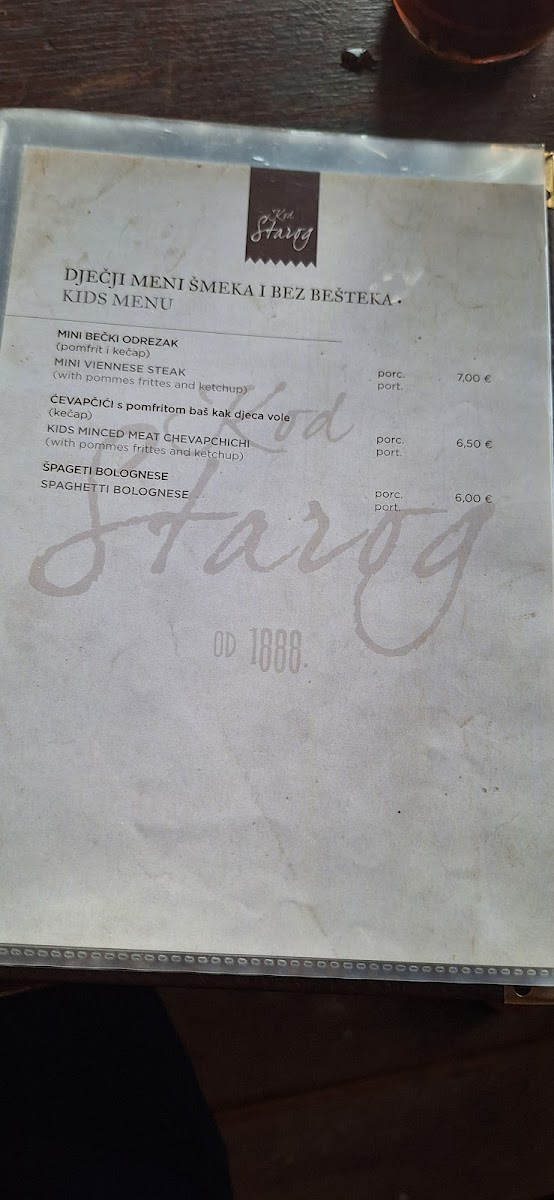 Kod
Starog
DJEČJI MENI ŠMEKA I BEZ BEŠTEKA •
KIDS MENU
MINI BEČKI ODREZAK
(pomfrit i kečap)
MINI VIENNESE STEAK porc. 7,00 €
(with pommes frittes and ketchup) port.
ĆEVAPČIĆI s pomfritom baš kak djeca vole
(kečap)
KIDS MINCED MEAT CHEVAPCHICHI porc. 6,50 €
(with pommes frittes and ketchup) port.
ŠPAGETI BOLOGNESE
SPAGHETTI BOLOGNESE porc. 6,00 €
port.
Kod
Starog
OD 1888.